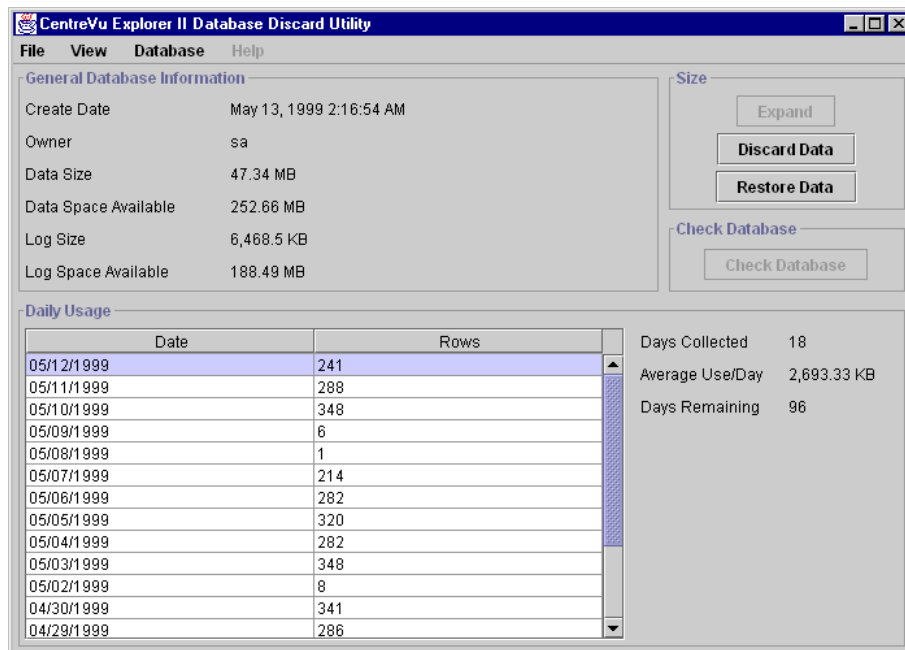 CentreVu Explorer II Database Discard Utility
File View Database Help
General Database Information
Create Date May 13, 1999 2:16:54 AM
Owner sa
Data Size 47.34 MB
Data Space Available 252.66 MB
Log Size 6,468.5 KB
Log Space Available 188.49 MB
Size
Expand
Discard Data
Restore Data
Check Database
Check Database
Daily Usage
Date Rows
05/12/1999 241
05/11/1999 288
05/10/1999 348
05/09/1999 6
05/08/1999 1
05/07/1999 214
05/06/1999 282
05/05/1999 320
05/04/1999 282
05/03/1999 348
05/02/1999 8
04/30/1999 341
04/29/1999 286
Days Collected 18
Average Use/Day 2,693.33 KB
Days Remaining 96